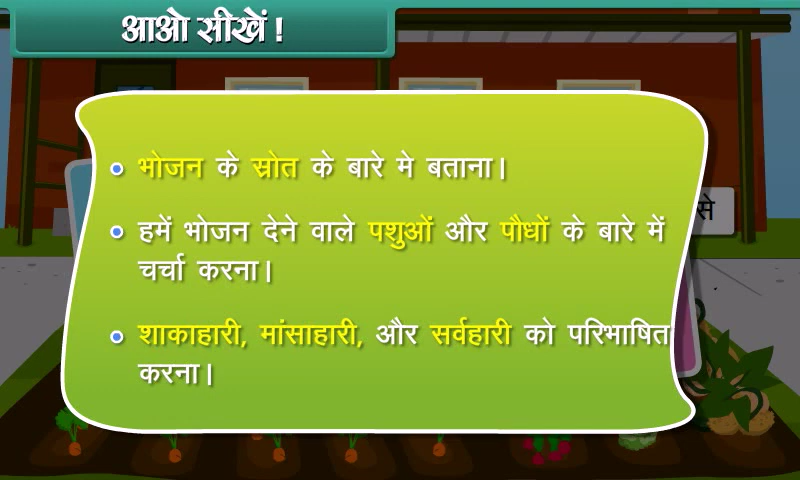 आओ सीखें!
भोजन के स्रोत के बारे मे बताना।
हमें भोजन देने वाले पशुओं और पौधों के बारे में
चर्चा करना।
शाकाहारी, मांसाहारी, और सर्वहारी को परिभाषित
करना।
से